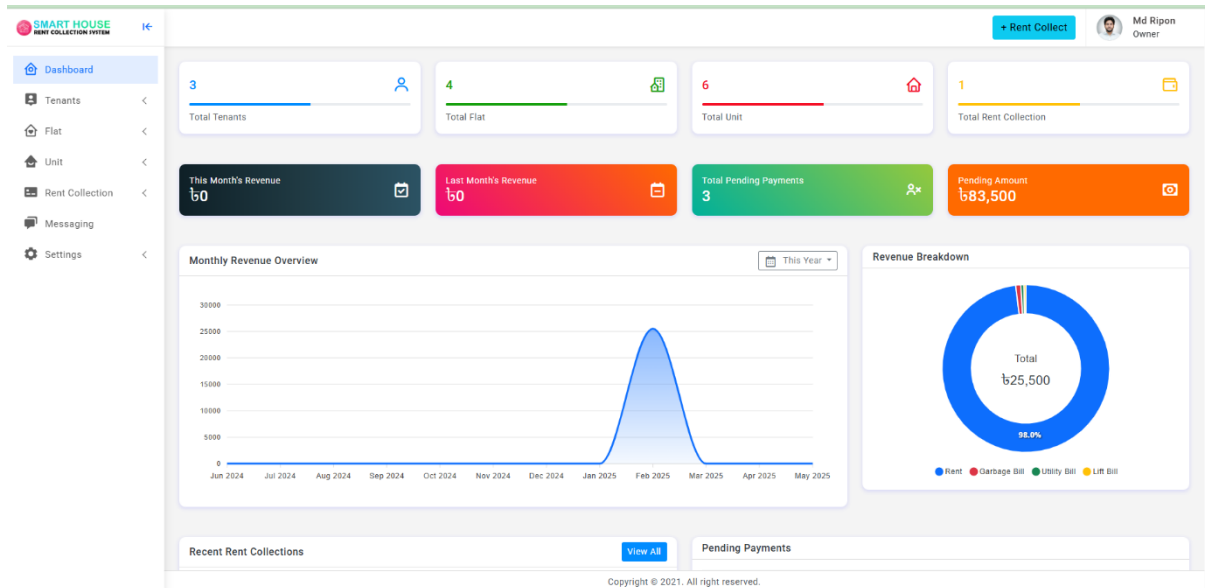 SMART HOUSE
RENT COLLECTION SYSTEM
+ Rent Collect
Md Ripon
Owner
Dashboard
Tenants
Flat
Unit
Rent Collection
Messaging
Settings
3
Total Tenants
4
Total Flat
6
Total Unit
1
Total Rent Collection
This Month's Revenue
৳0
Last Month's Revenue
৳0
Total Pending Payments
3
Pending Amount
৳83,500
Monthly Revenue Overview
This Year
30000
25000
20000
15000
10000
5000
0
Jun 2024 Jul 2024 Aug 2024 Sep 2024 Oct 2024 Nov 2024 Dec 2024 Jan 2025 Feb 2025 Mar 2025 Apr 2025 May 2025
Revenue Breakdown
Total
৳25,500
98.0%
Rent Garbage Bill Utility Bill Lift Bill
Recent Rent Collections
View All
Pending Payments
Copyright © 2021. All right reserved.